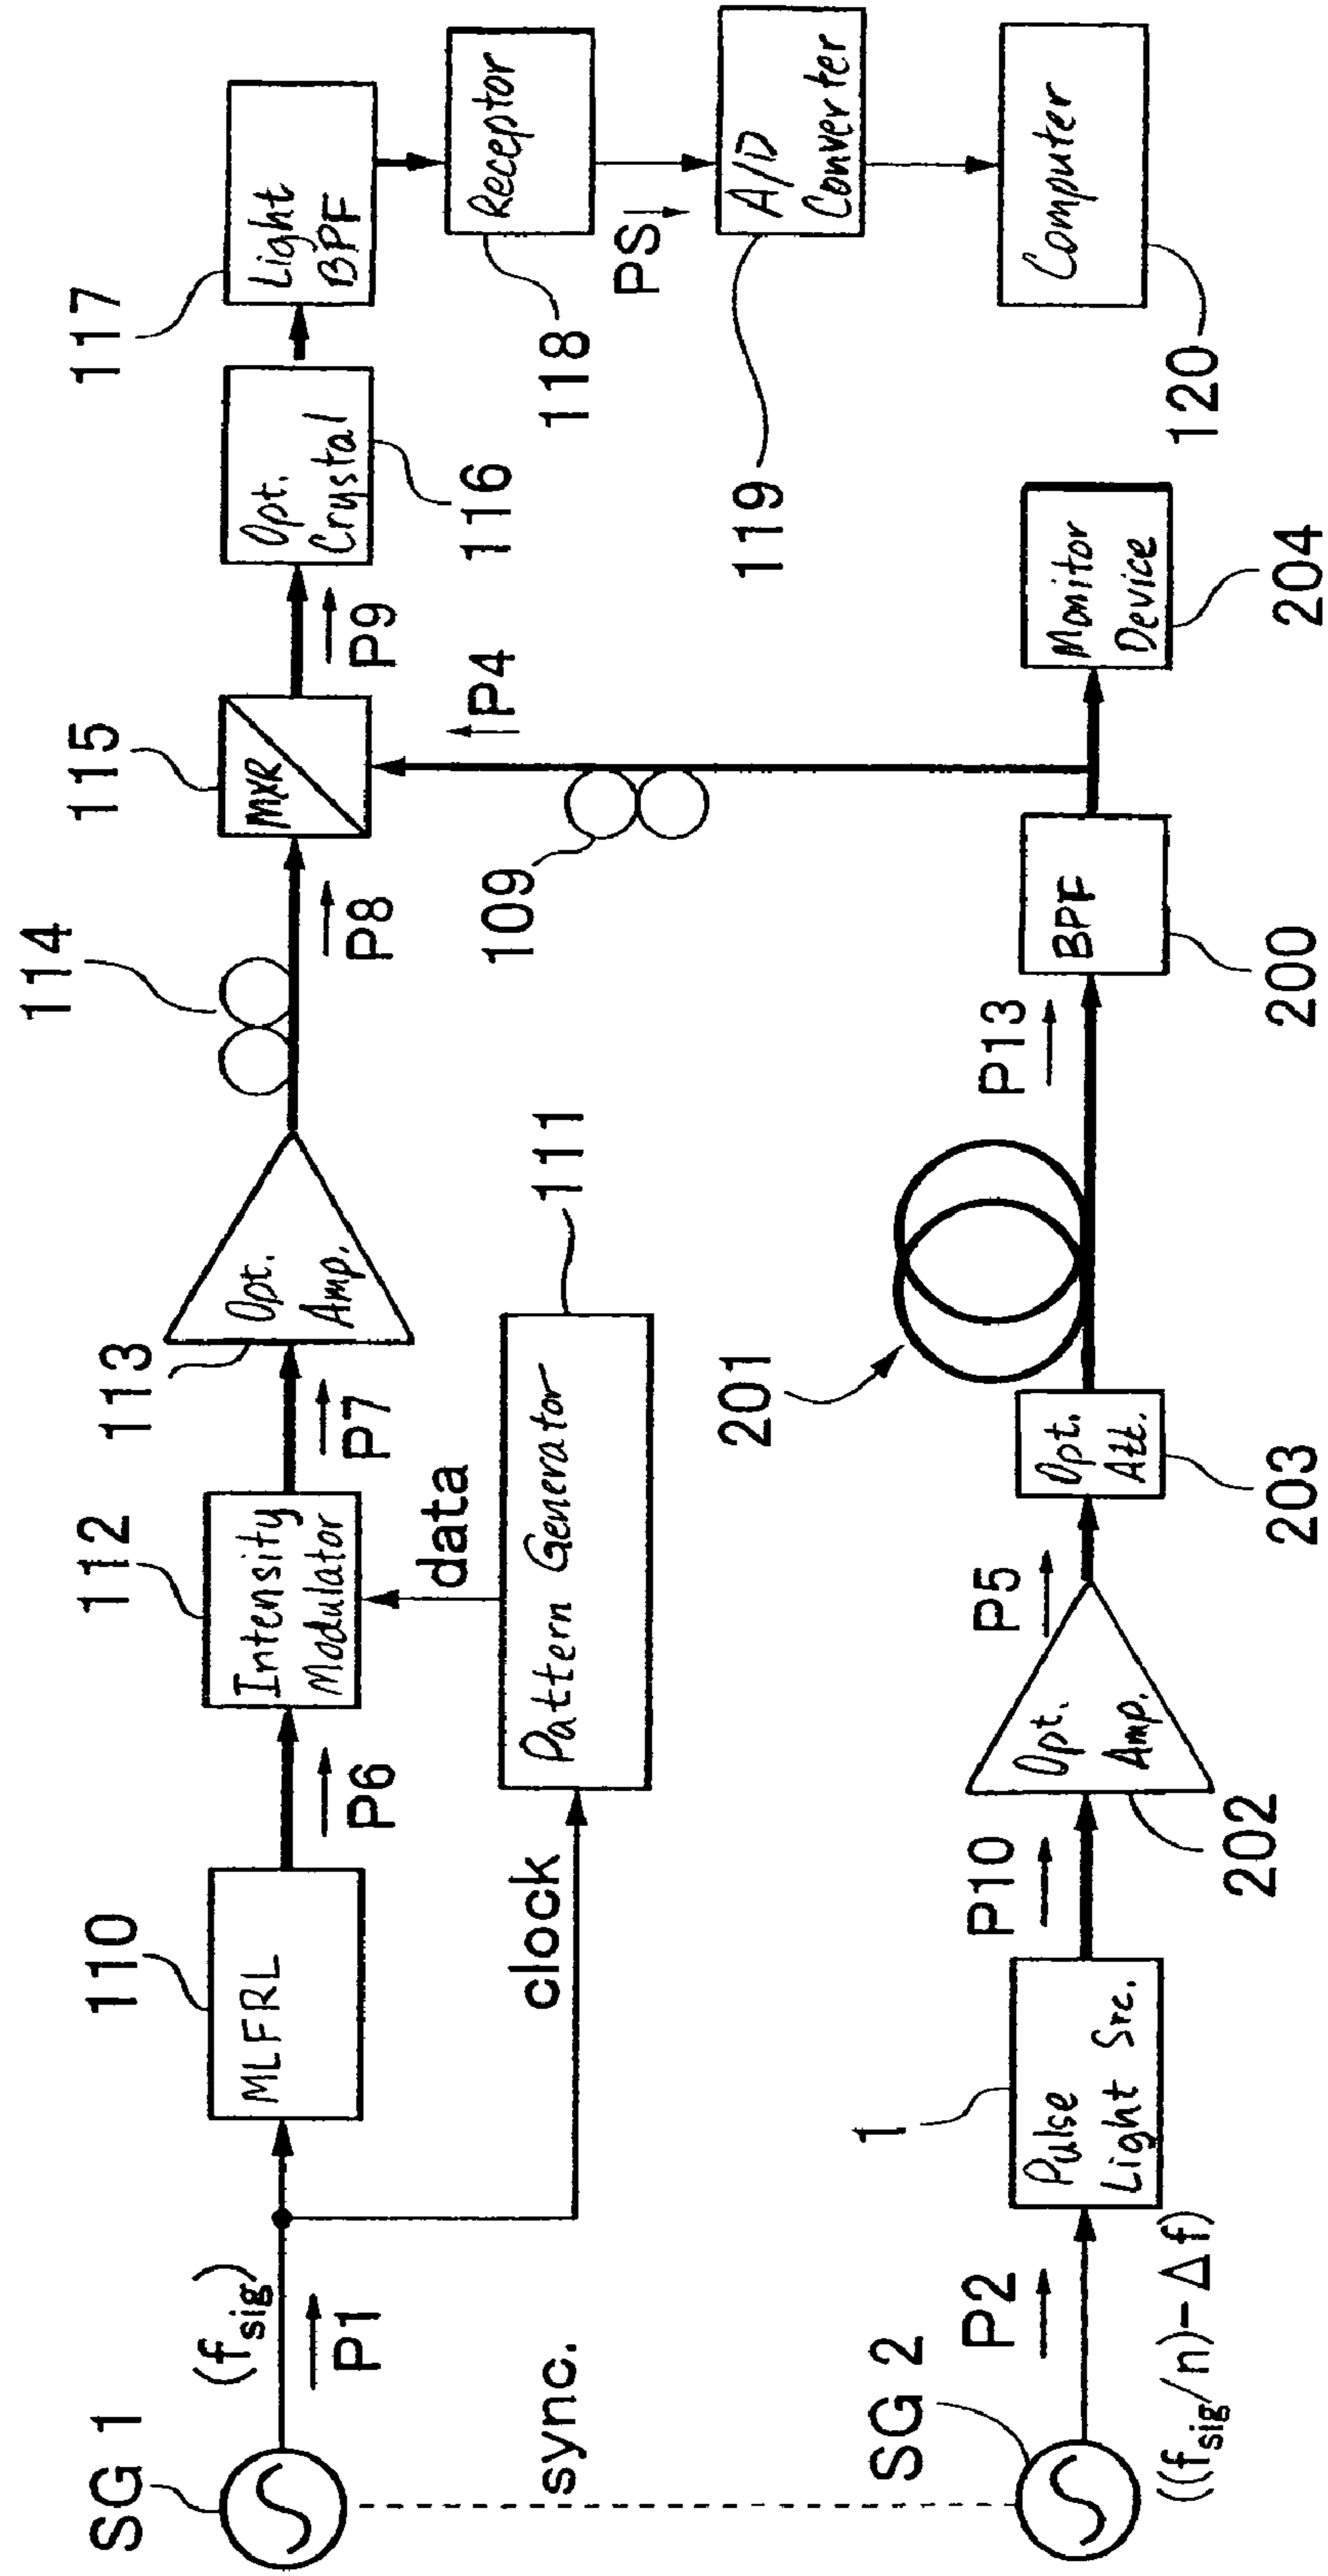 SG 1
(fsig)
P1
110
MLFRL
P6
112
Intensity
Modulator
P7
113
Opt.
Amp.
114
P8
115
MXR
P9
116
Opt.
Crystal
117
Light
BPF
118
Receptor
PS
119
A/D
Converter
120
Computer
clock
data
111
Pattern Generator
109
P4
sync.
SG 2
P2
(((fsig/n)-Δf)
1
Pulse
Light Src.
P10
202
Opt.
Amp.
P5
203
Opt.
Att.
201
P13
200
BPF
204
Monitor
Device